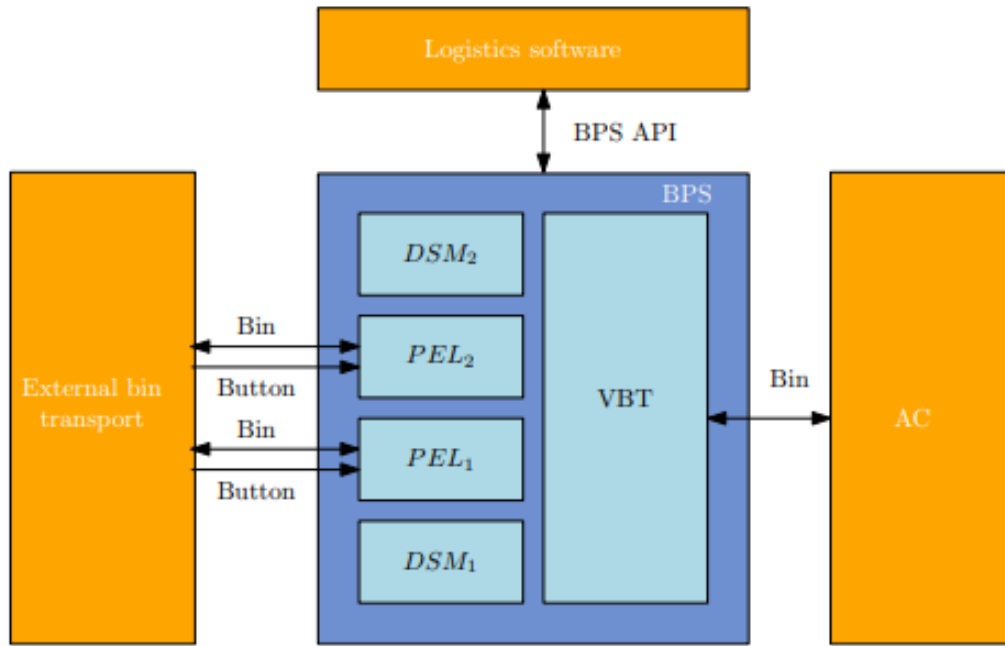 Logistics software
BPS API
BPS
DSM₂
Bin
PEL₂
Button
External bin
transport
VBT
Bin
AC
Bin
PEL₁
Button
DSM₁